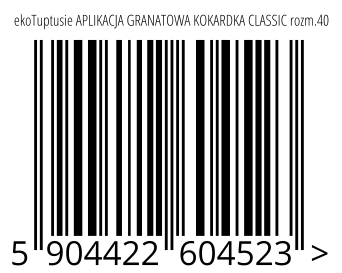 ekoTuptusie APLIKACJA GRANATOWA KOKARDKA CLASSIC rozm.40
5 904422 604523 >